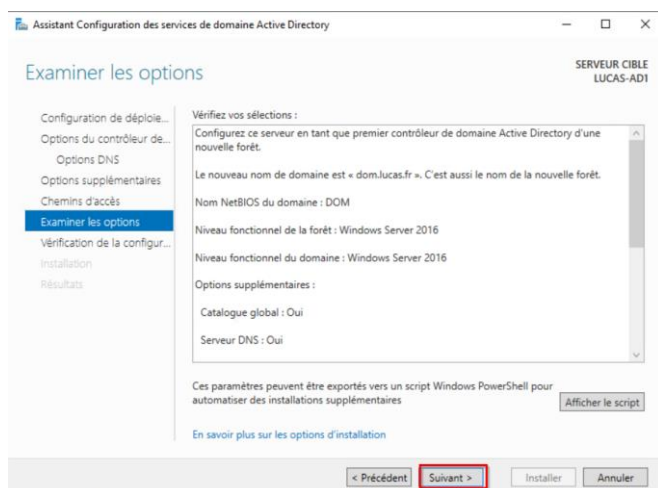 Assistant Configuration des services de domaine Active Directory
Examiner les options
SERVEUR CIBLE
LUCAS-AD1
Configuration de déploie...
Options du contrôleur de...
Options DNS
Options supplémentaires
Chemins d'accès
Examiner les options
Vérification de la configur...
Installation
Résultats
Vérifiez vos sélections :
Configurez ce serveur en tant que premier contrôleur de domaine Active Directory d'une
nouvelle forêt.
Le nouveau nom de domaine est « dom.lucas.fr ». C'est aussi le nom de la nouvelle forêt.
Nom NetBIOS du domaine : DOM
Niveau fonctionnel de la forêt : Windows Server 2016
Niveau fonctionnel du domaine : Windows Server 2016
Options supplémentaires :
Catalogue global : Oui
Serveur DNS : Oui
Ces paramètres peuvent être exportés vers un script Windows PowerShell pour
automatiser des installations supplémentaires
Afficher le script
En savoir plus sur les options d'installation
< Précédent
Suivant >
Installer
Annuler